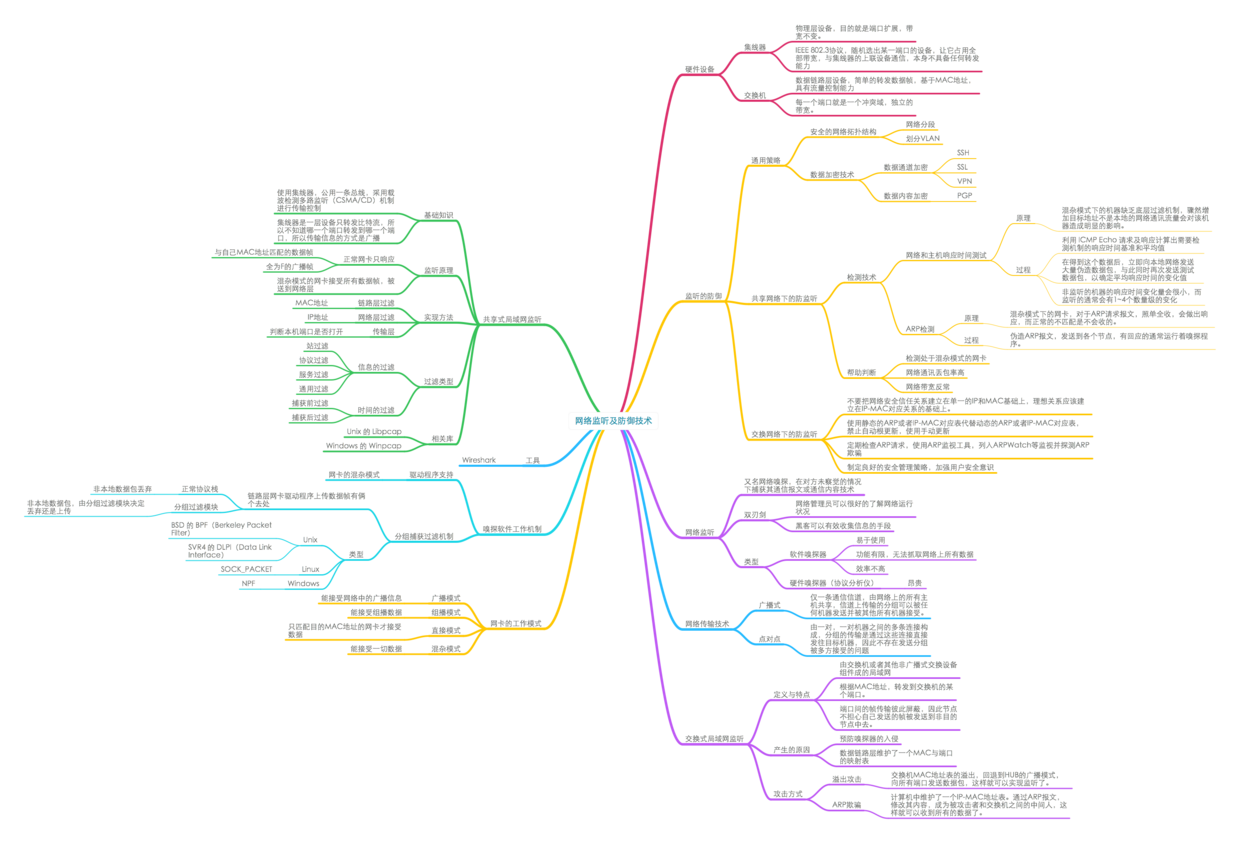 网络监听及防御技术
硬件设备
集线器
物理层设备，目的就是端口扩展，带
宽不变。
IEEE 802.3协议，随机选出某一端口的设备，让它占用全
部带宽，与集线器的上联设备通信，本身不具备任何转发
能力
交换机
数据链路层设备，简单的转发数据帧，基于MAC地址，
具有流量控制能力
每一个端口就是一个冲突域，独立的
带宽。
监听的防御
通用策略
安全的网络拓扑结构
网络分段
划分VLAN
数据加密技术
数据通道加密
SSH
SSL
VPN
数据内容加密
PGP
共享网络下的防监听
检测技术
网络和主机响应时间测试
原理
混杂模式下的机器缺乏底层过滤机制，骤然增
加目标地址不是本地的网络通讯流量会对该机
器造成明显的影响。
过程
利用 ICMP Echo 请求及响应计算出需要检
测机制的响应时间基准和平均值
在得到这个数据后，立即向本地网络发送
大量伪造数据包，与此同时再次发送测试
数据包，以确定平均响应时间的变化值
非监听的机器的响应时间变化量会很小，而
监听的通常会有1~4个数量级的变化
ARP检测
原理
混杂模式下的网卡，对于ARP请求报文，照单全收，会做出响
应，而正常的不匹配是不会收的。
过程
伪造ARP报文，发送到各个节点，有回应的通常运行着嗅探程
序。
帮助判断
检测处于混杂模式的网卡
网络通讯丢包率高
网络带宽反常
交换网络下的防监听
不要把网络安全信任关系建立在单一的IP和MAC基础上，理想关系应该建
立在IP-MAC对应关系的基础上。
使用静态的ARP或者IP-MAC对应表代替动态的ARP或者IP-MAC对应表，
禁止自动根更新，使用手动更新
定期检查ARP请求，使用ARP监视工具，列入ARPWatch等监视并探测ARP
欺骗
制定良好的安全管理策略，加强用户安全意识
网络监听
又名网络嗅探，在对方未察觉的情况
下捕获其通信报文或通信内容技术
双刃剑
网络管理员可以很好的了解网络运行
状况
黑客可以有效收集信息的手段
类型
软件嗅探器
易于使用
功能有限，无法抓取网络上所有数据
效率不高
硬件嗅探器（协议分析仪）
昂贵
网络传输技术
广播式
仅一条通信信道，由网络上的所有主
机共享，信道上传输的分组可以被任
何机器发送并被其他所有机器接受。
点对点
由一对，一对机器之间的多条连接构
成，分组的传输是通过这些连接直接
发往目标机器，因此不存在发送分组
被多方接受的问题
交换式局域网监听
定义与特点
由交换机或者其他非广播式交换设备
组件成的局域网
根据MAC地址，转发到交换机的某
个端口。
端口间的帧传输彼此屏蔽，因此节点
不担心自己发送的帧被发送到非目的
节点中去。
产生的原因
预防嗅探器的入侵
数据链路层维护了一个MAC与端口
的映射表
攻击方式
溢出攻击
交换机MAC地址表的溢出，回退到HUB的广播模式，
向所有端口发送数据包，这样就可以实现监听了。
ARP欺骗
计算机中维护了一个IP-MAC地址表。通过ARP报文，
修改其内容，成为被攻击者和交换机之间的中间人，这
样就可以收到所有的数据了。
共享式局域网监听
基础知识
使用集线器，公用一条总线，采用载
波检测多路监听（CSMA/CD）机制
进行传输控制
集线器是一层设备只转发比特流，所
以不知道哪一个端口转发到哪一个端
口，所以传输信息的方式是广播
监听原理
正常网卡只响应
与自己MAC地址匹配的数据帧
全为F的广播帧
混杂模式的网卡接受所有数据帧，被
送到网络层
实现方法
链路层过滤
MAC地址
网络层过滤
IP地址
传输层
判断本机端口是否打开
过滤类型
信息的过滤
站过滤
协议过滤
服务过滤
通用过滤
时间的过滤
捕获前过滤
捕获后过滤
相关库
Unix 的 Libpcap
Windows 的 Winpcap
工具
Wireshark
嗅探软件工作机制
驱动程序支持
网卡的混杂模式
分组捕获过滤机制
链路层网卡驱动程序上传数据帧有俩
个去处
正常协议栈
非本地数据包丢弃
分组过滤模块
非本地数据包，由分组过滤模块决定
丢弃还是上传
类型
Unix
BSD 的 BPF（Berkeley Packet
Filter）
SVR4 的 DLPI（Data Link
Interface）
Linux
SOCK_PACKET
Windows
NPF
网卡的工作模式
广播模式
能接受网络中的广播信息
组播模式
能接受组播数据
直接模式
只匹配目的MAC地址的网卡才接受
数据
混杂模式
能接受一切数据